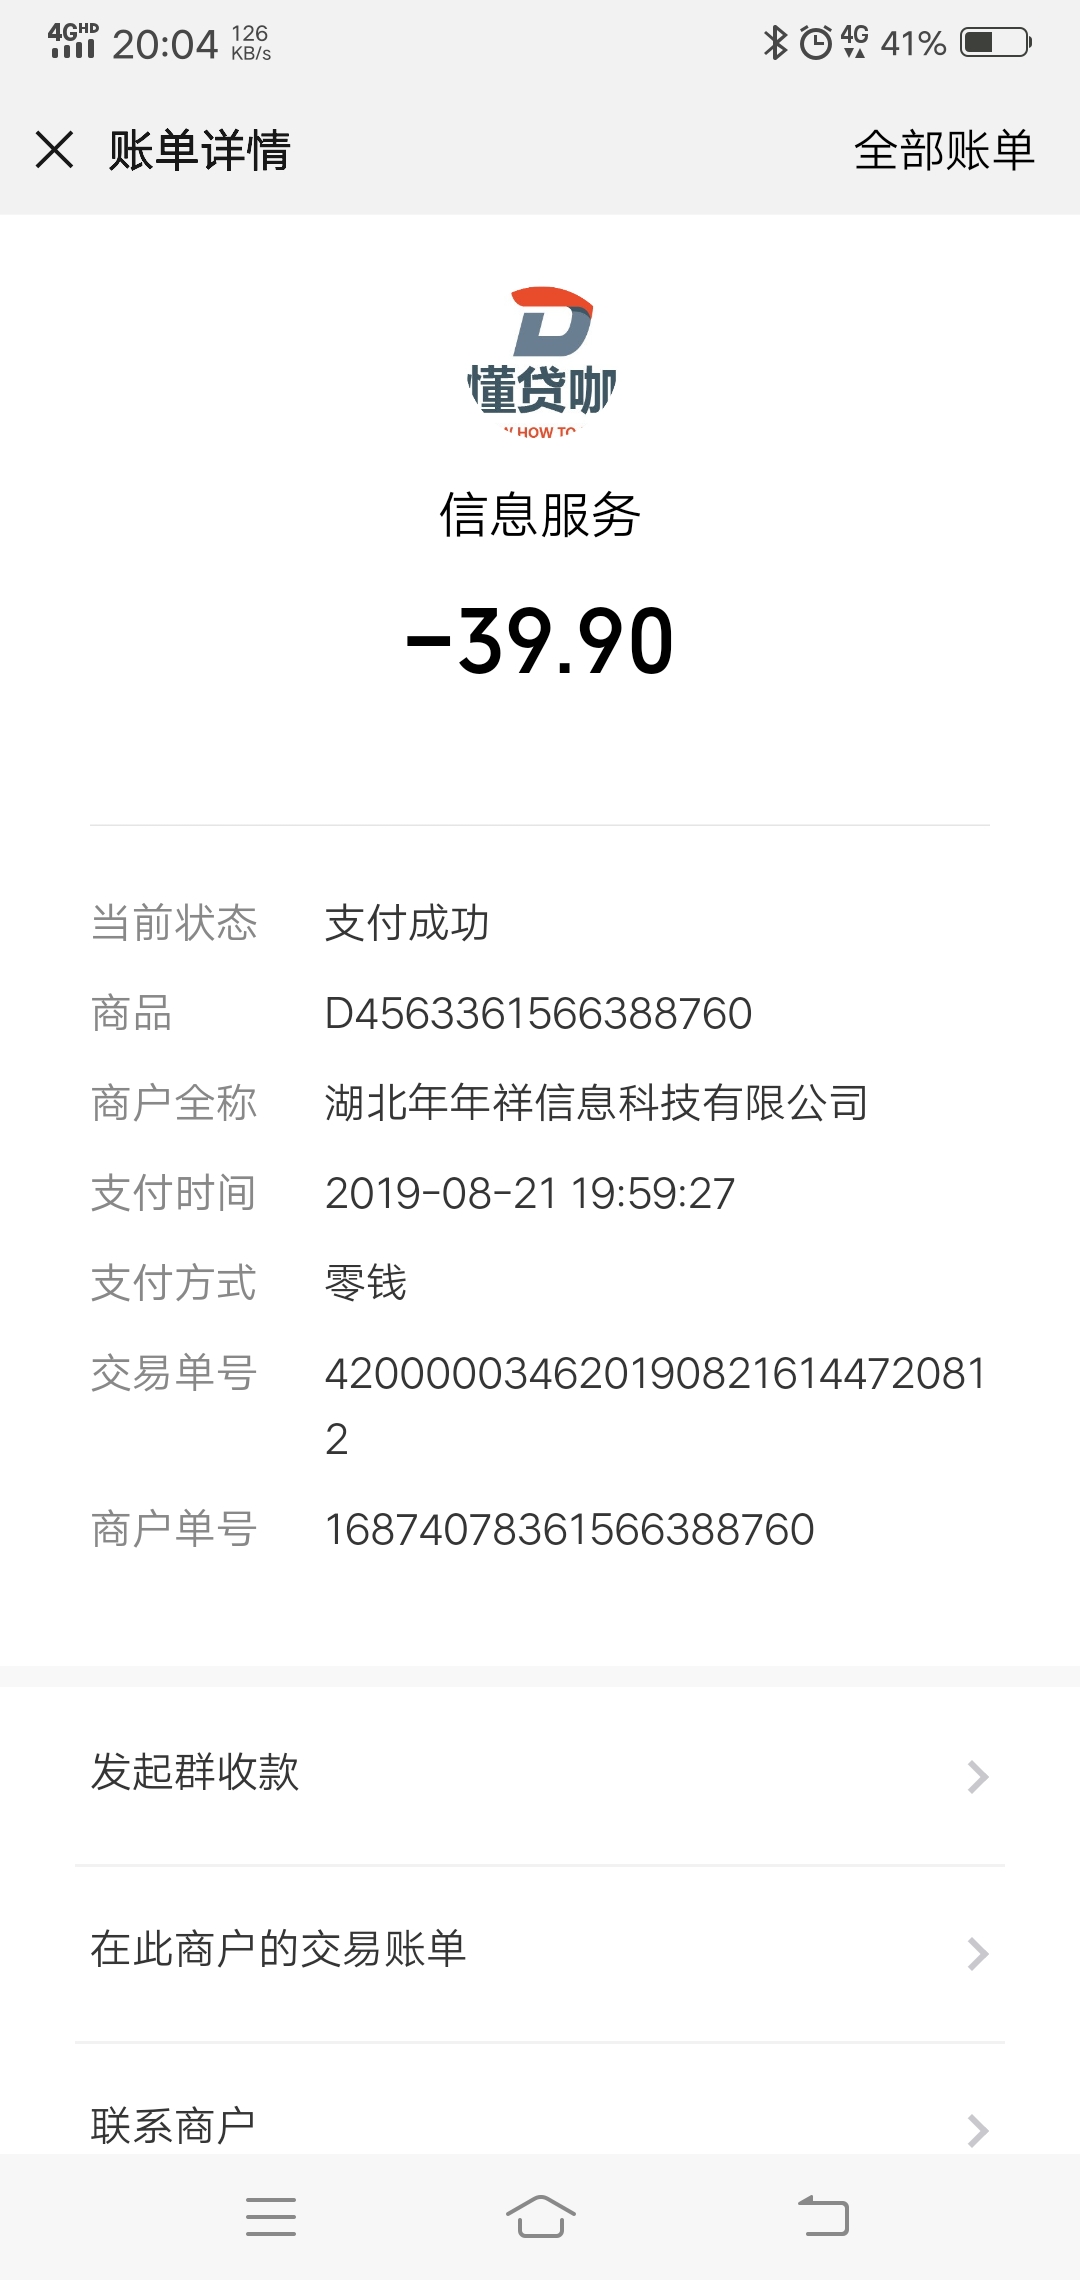 4G HD 20:04 126 KB/s 4G 41%
账单详情 全部账单
D
懂贷咖
HOW TO
信息服务
-39.90
当前状态 支付成功
商品 D4563361566388760
商户全称 湖北年年祥信息科技有限公司
支付时间 2019-08-21 19:59:27
支付方式 零钱
交易单号 420000034620190821614472081
2
商户单号 16874078361566388760
发起群收款
在此商户的交易账单
联系商户